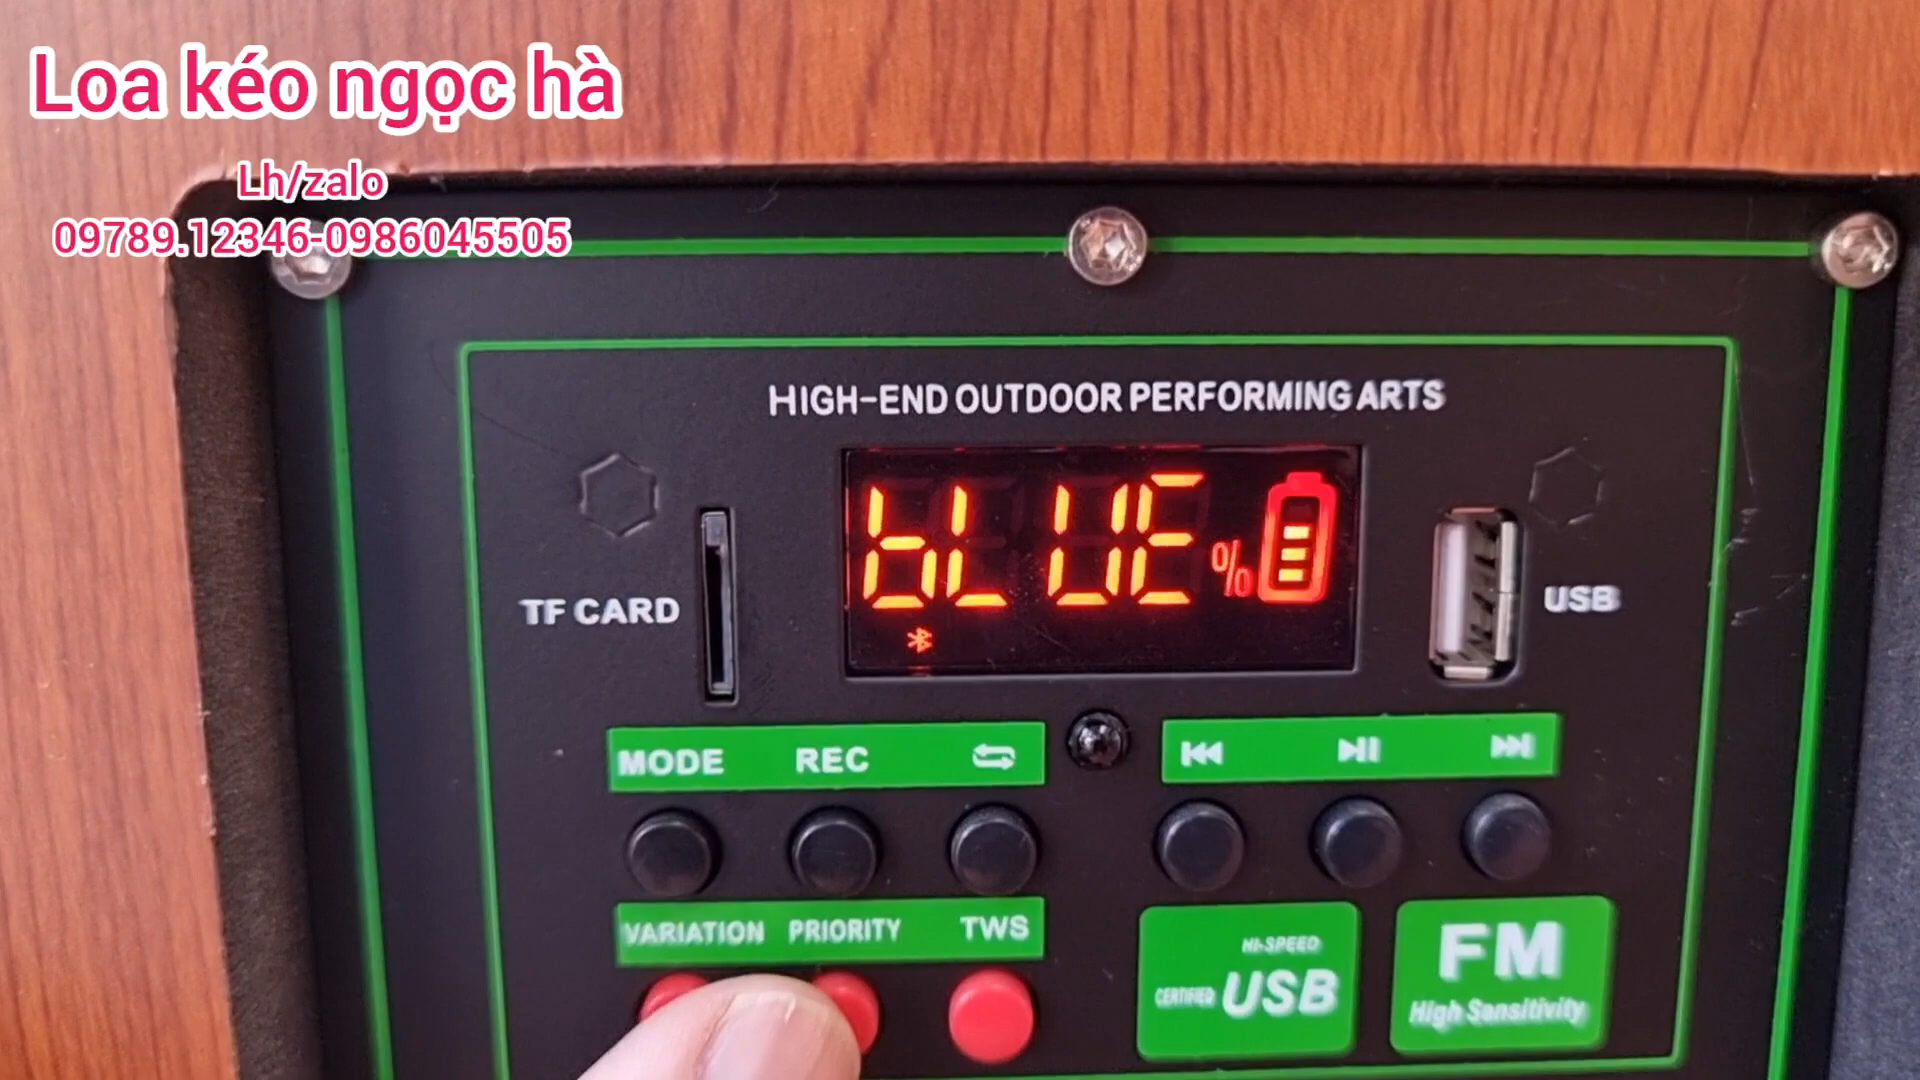 Loa kéo ngọc hà
Lh/zalo
09789.12346-0986045505
HIGH-END OUTDOOR PERFORMING ARTS
bLUE %
TF CARD
USB
MODE REC
VARIATION PRIORITY TWS
HI-SPEED
CERTIFIED USB
FM
High Sensitivity